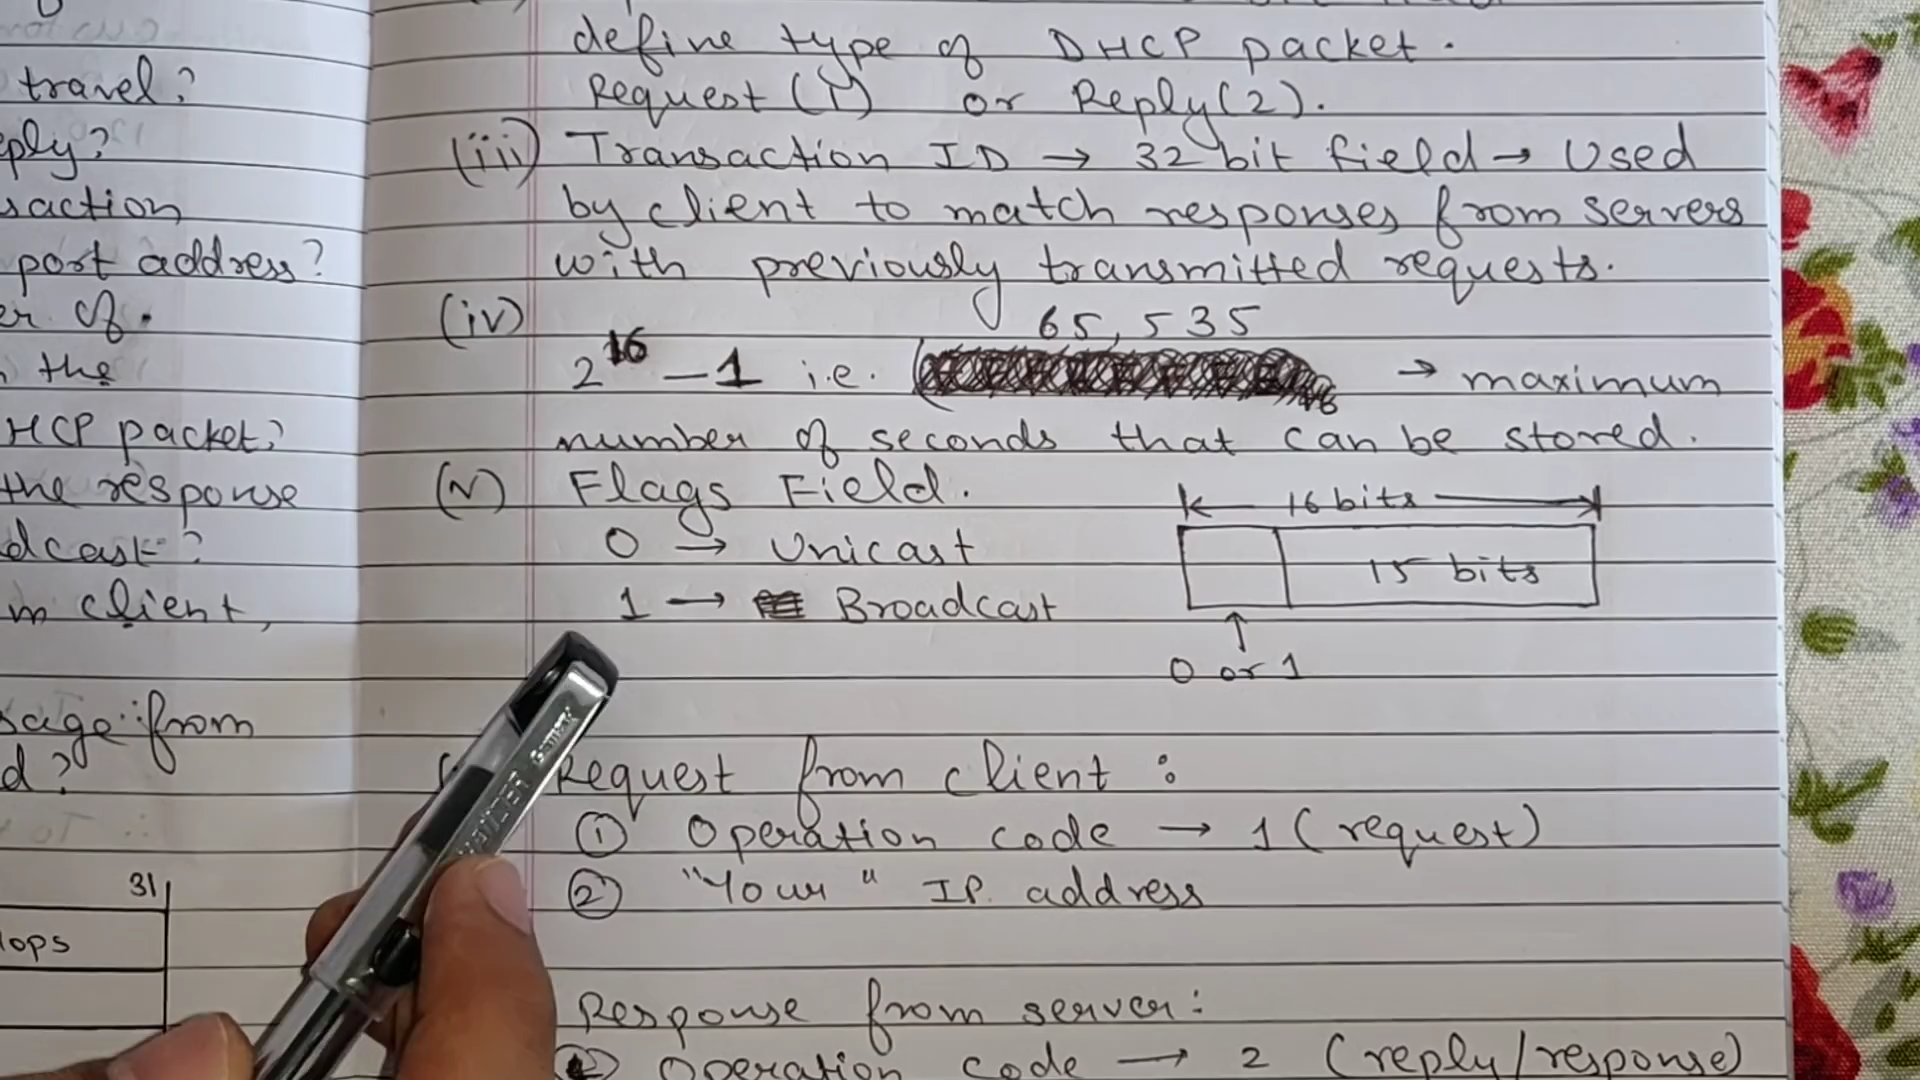 travel?
reply?
saction
port address?
er of.
the
HCP packet?
the response
dcast?
m client,
sage from
d?
31
lops
define type of DHCP packet.
Request (1) or Reply(2).
(iii) Transaction ID → 32 bit field → Used
by client to match responses from servers
with previously transmitted requests.
(iv) 65,535
2^16 - 1 i.e. → maximum
number of seconds that can be stored.
(v) Flags Field.
0 → Unicast
1 → Broadcast
16 bits
15 bits
0 or 1
Request from client :
① Operation code → 1 (request)
② "Your" IP address
Response from server:
Operation code → 2 (reply/response)